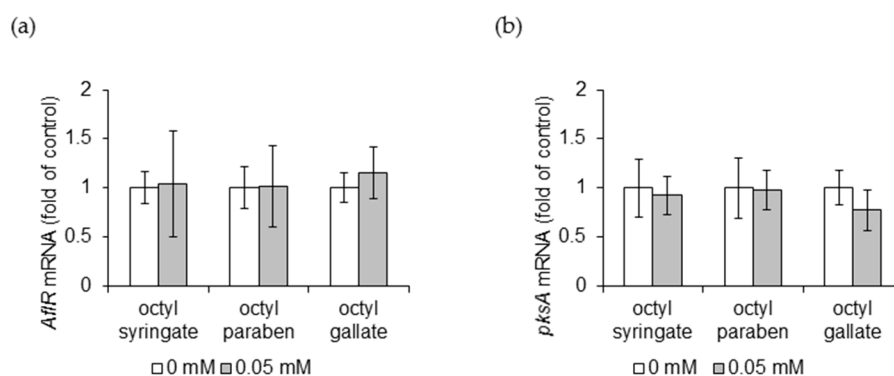 (a)
AflR mRNA (fold of control)
2
1.5
1
0.5
0
octyl
syringate
octyl
paraben
octyl
gallate
0 mM 0.05 mM
(b)
pksA mRNA (fold of control)
2
1.5
1
0.5
0
octyl
syringate
octyl
paraben
octyl
gallate
0 mM 0.05 mM